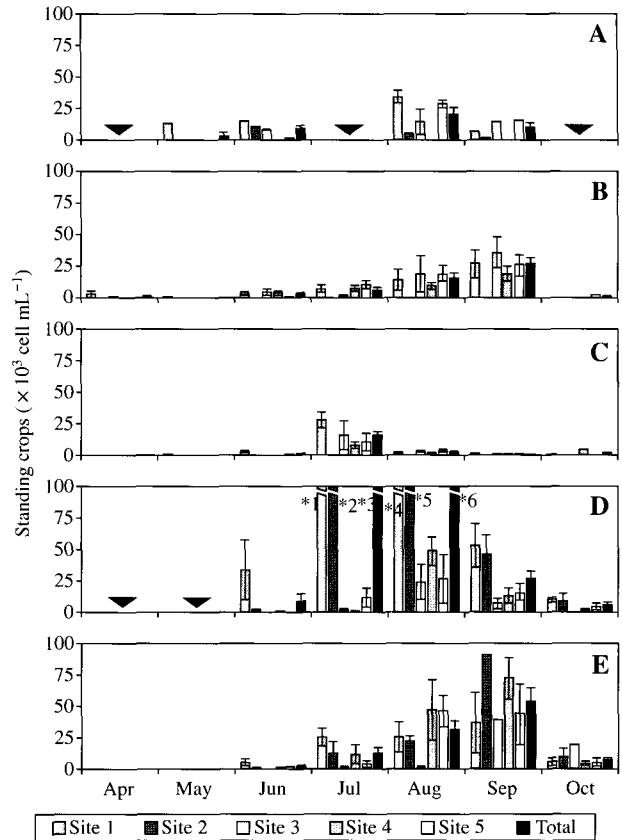 Standing crops ( × 10³ cell mL⁻¹)
100
75
50
25
0
A
100
75
50
25
0
B
100
75
50
25
0
C
100
75
50
25
0
*1 *2 *3 *4 *5 *6
D
100
75
50
25
0
E
Apr May Jun Jul Aug Sep Oct
Site 1 Site 2 Site 3 Site 4 Site 5 Total